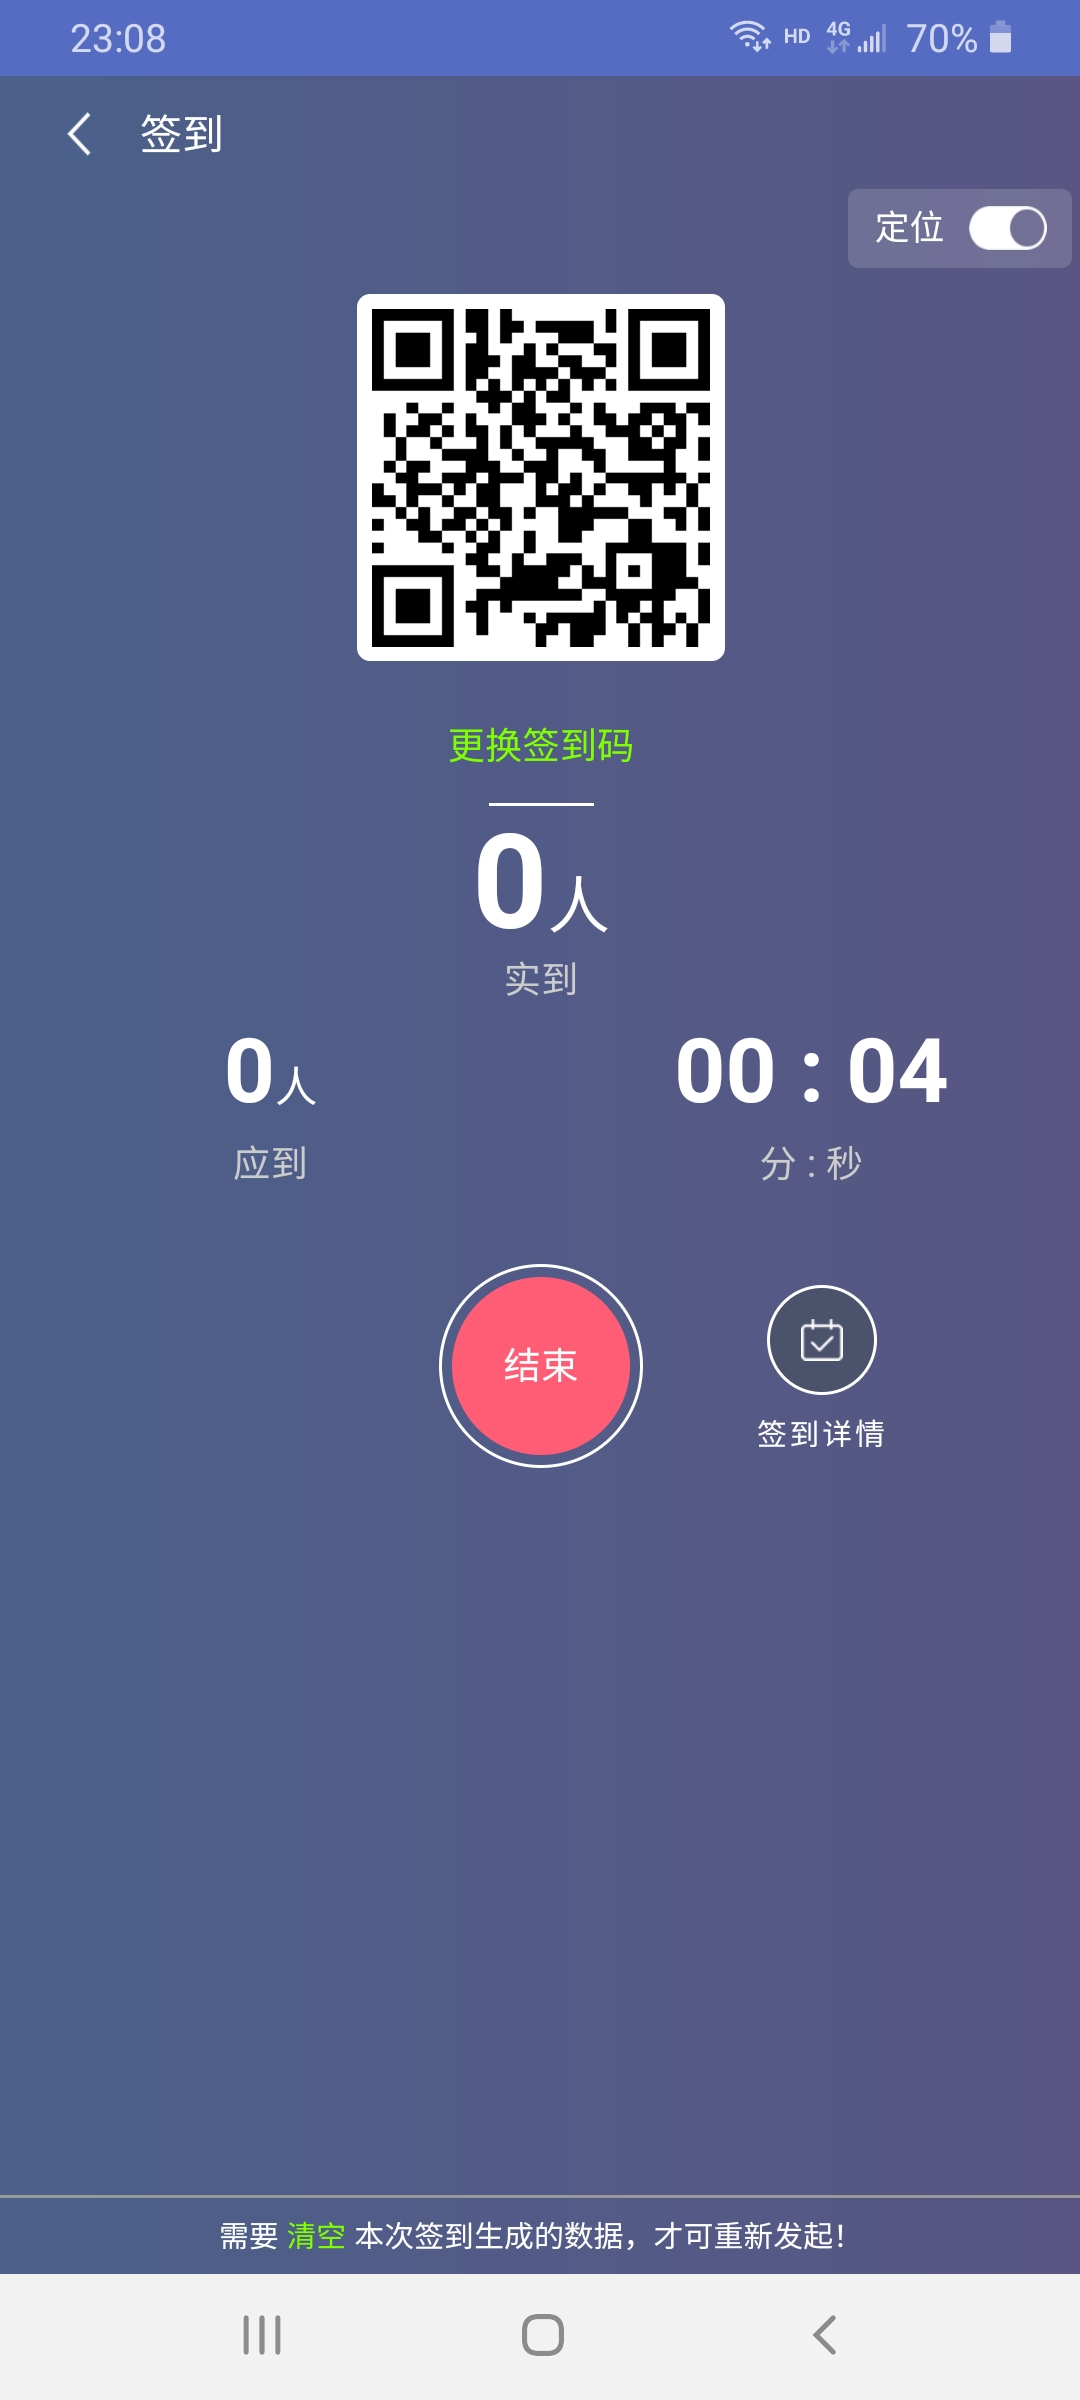 23:08 HD 4G 70%
签到
定位
更换签到码
0人
实到
0人
应到
00 : 04
分 : 秒
结束
签到详情
需要 清空 本次签到生成的数据，才可重新发起！